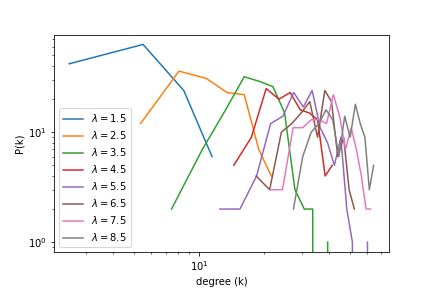 P(k)
10¹
10⁰
λ = 1.5
λ = 2.5
λ = 3.5
λ = 4.5
λ = 5.5
λ = 6.5
λ = 7.5
λ = 8.5
10¹
degree (k)